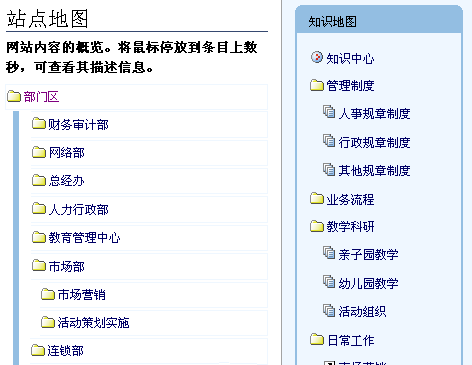 站点地图
网站内容的概览。将鼠标停放到条目上数
秒，可查看其描述信息。
部门区
财务审计部
网络部
总经办
人力行政部
教育管理中心
市场部
市场营销
活动策划实施
连锁部
知识地图
知识中心
管理制度
人事规章制度
行政规章制度
其他规章制度
业务流程
教学科研
亲子园教学
幼儿园教学
活动组织
日常工作